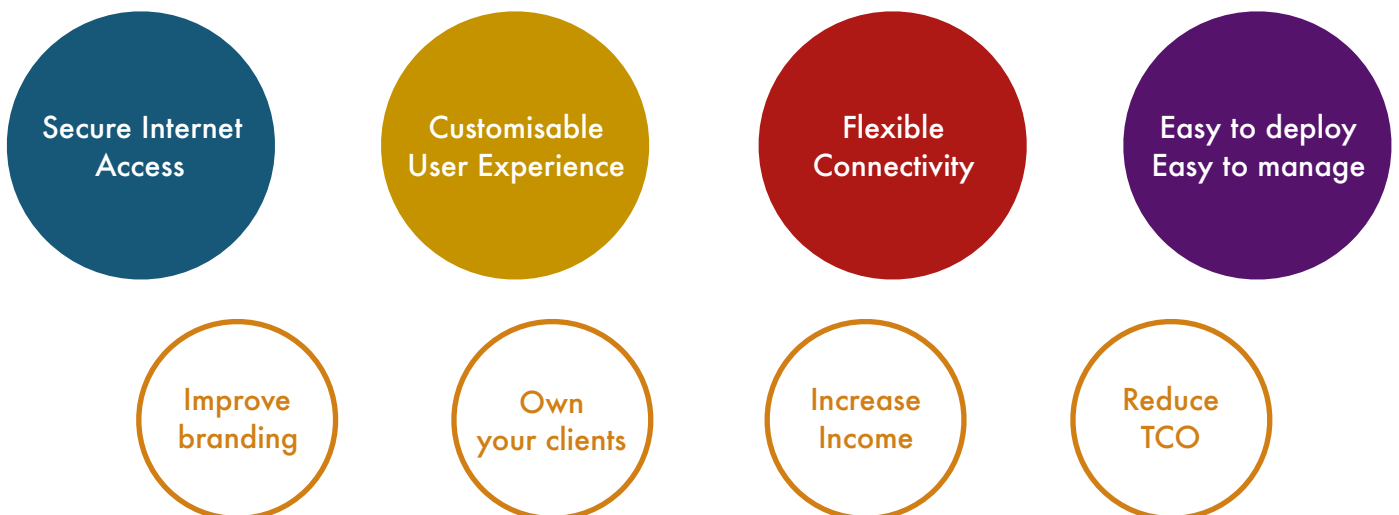 Secure Internet
Access
Customisable
User Experience
Flexible
Connectivity
Easy to deploy
Easy to manage
Improve
branding
Own
your clients
Increase
Income
Reduce
TCO